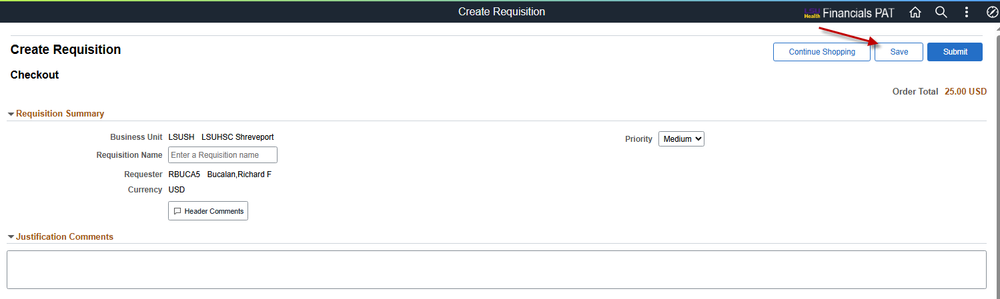 Create Requisition
LSU Health Financials PAT
Create Requisition
Continue Shopping Save Submit
Checkout
Order Total 25.00 USD
Requisition Summary
Business Unit LSUSH LSUHSC Shreveport
Priority Medium
Requisition Name Enter a Requisition name
Requester RBUCA5 Bucalan,Richard F
Currency USD
Header Comments
Justification Comments